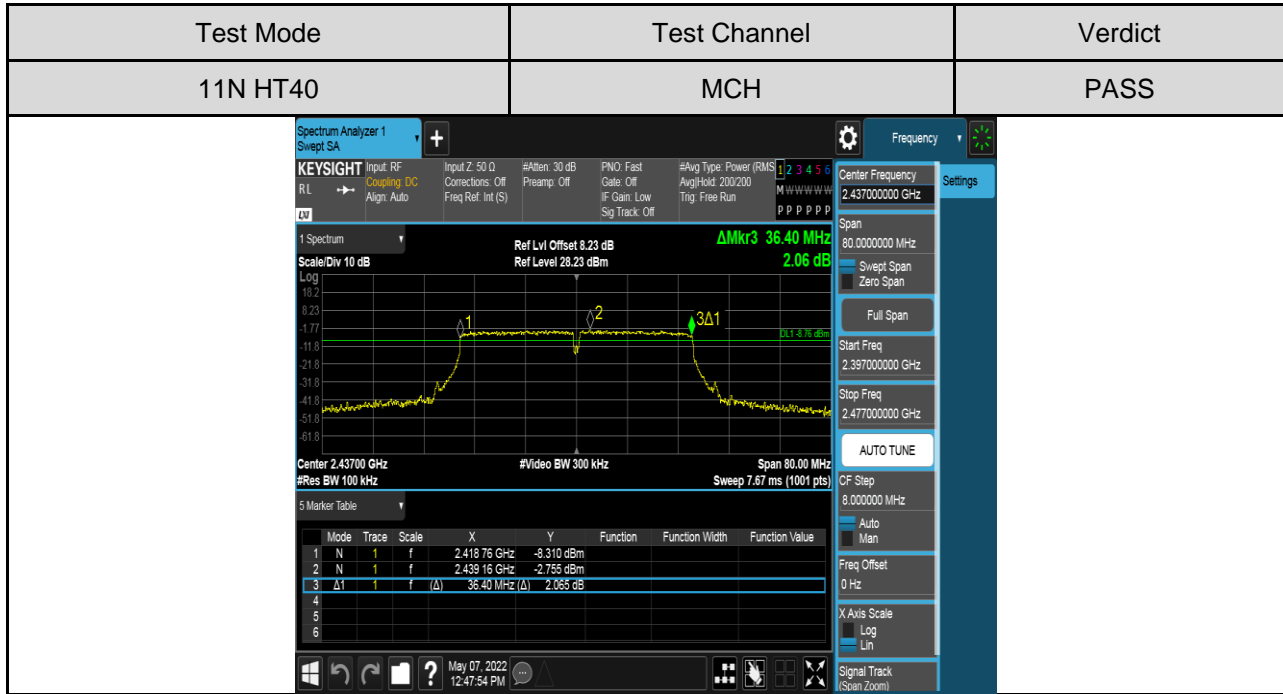 Test Mode Test Channel Verdict
11N HT40 MCH PASS
Spectrum Analyzer 1
Swept SA
+
Frequency
KEYSIGHT Input: RF Input Z: 50 Ω #Atten: 30 dB PNO: Fast #Avg Type: Power (RMS 1 2 3 4 5 6
RL Coupling: DC Corrections: Off Preamp: Off Gate: Off Avg|Hold: 200/200 M W W W W W
Align: Auto Freq Ref: Int (S) IF Gain: Low Trig: Free Run
LXI Sig Track: Off P P P P P P
1 Spectrum
Ref Lvl Offset 8.23 dB ΔMkr3 36.40 MHz
Scale/Div 10 dB Ref Level 28.23 dBm 2.06 dB
Log
18.2
8.23
-1.77
-11.8
-21.8
-31.8
-41.8
-51.8
-61.8
1
2
3Δ1
DL1 -8.76 dBm
Center 2.43700 GHz #Video BW 300 kHz Span 80.00 MHz
#Res BW 100 kHz Sweep 7.67 ms (1001 pts)
5 Marker Table
Mode Trace Scale X Y Function Function Width Function Value
1 N 1 f 2.418 76 GHz -8.310 dBm
2 N 1 f 2.439 16 GHz -2.755 dBm
3 Δ1 1 f (Δ) 36.40 MHz (Δ) 2.065 dB
4
5
6
?
May 07, 2022
12:47:54 PM
Center Frequency
2.437000000 GHz
Settings
Span
80.0000000 MHz
Swept Span
Zero Span
Full Span
Start Freq
2.397000000 GHz
Stop Freq
2.477000000 GHz
AUTO TUNE
CF Step
8.000000 MHz
Auto
Man
Freq Offset
0 Hz
X Axis Scale
Log
Lin
Signal Track
(Span Zoom)